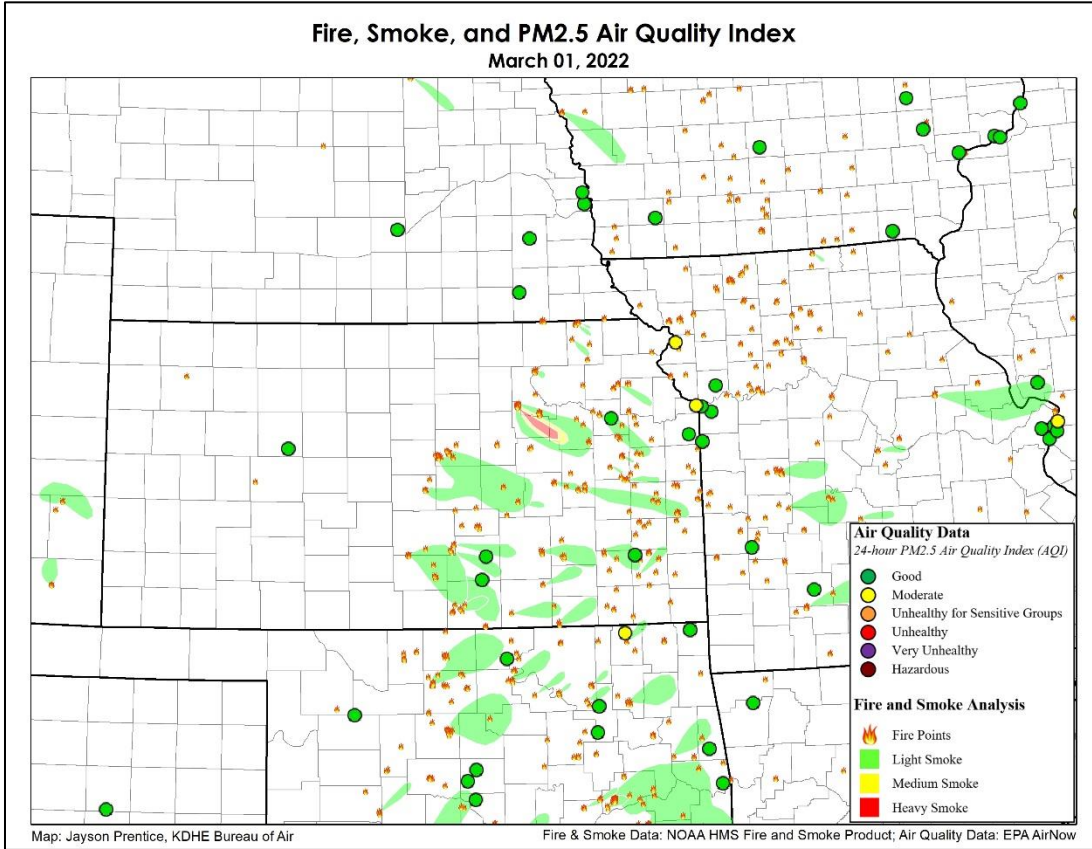 Fire, Smoke, and PM2.5 Air Quality Index
March 01, 2022
Air Quality Data
24-hour PM2.5 Air Quality Index (AQI)
Good
Moderate
Unhealthy for Sensitive Groups
Unhealthy
Very Unhealthy
Hazardous
Fire and Smoke Analysis
Fire Points
Light Smoke
Medium Smoke
Heavy Smoke
Map: Jayson Prentice, KDHE Bureau of Air
Fire & Smoke Data: NOAA HMS Fire and Smoke Product; Air Quality Data: EPA AirNow